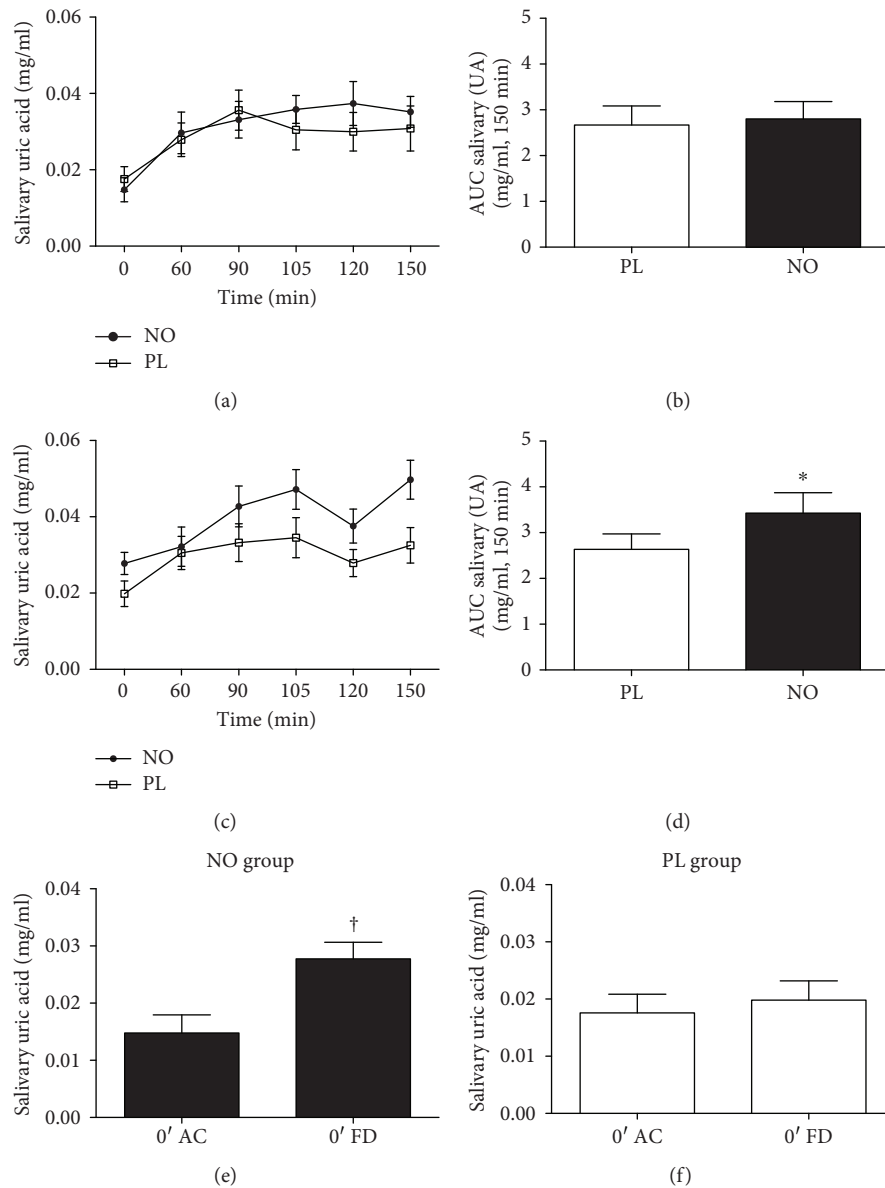 0.06
0.04
0.02
0.00
Salivary uric acid (mg/ml)
0 60 90 105 120 150
Time (min)
NO
PL
(a)
5
4
3
2
1
0
AUC salivary (UA)
(mg/ml, 150 min)
PL NO
(b)
0.06
0.04
0.02
0.00
Salivary uric acid (mg/ml)
0 60 90 105 120 150
Time (min)
NO
PL
(c)
5
4
3
2
1
0
AUC salivary (UA)
(mg/ml, 150 min)
*
PL NO
(d)
NO group
0.04
0.03
0.02
0.01
0.00
Salivary uric acid (mg/ml)
†
0′ AC 0′ FD
(e)
PL group
0.04
0.03
0.02
0.01
0.00
Salivary uric acid (mg/ml)
0′ AC 0′ FD
(f)